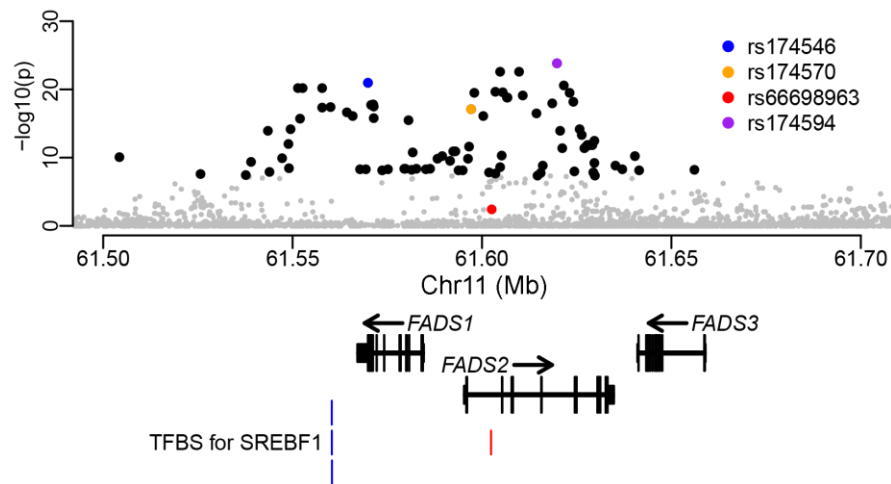 30
20
10
0
−log10(p)
rs174546
rs174570
rs66698963
rs174594
61.50 61.55 61.60 61.65 61.70
Chr11 (Mb)
FADS1 FADS3
FADS2
TFBS for SREBF1